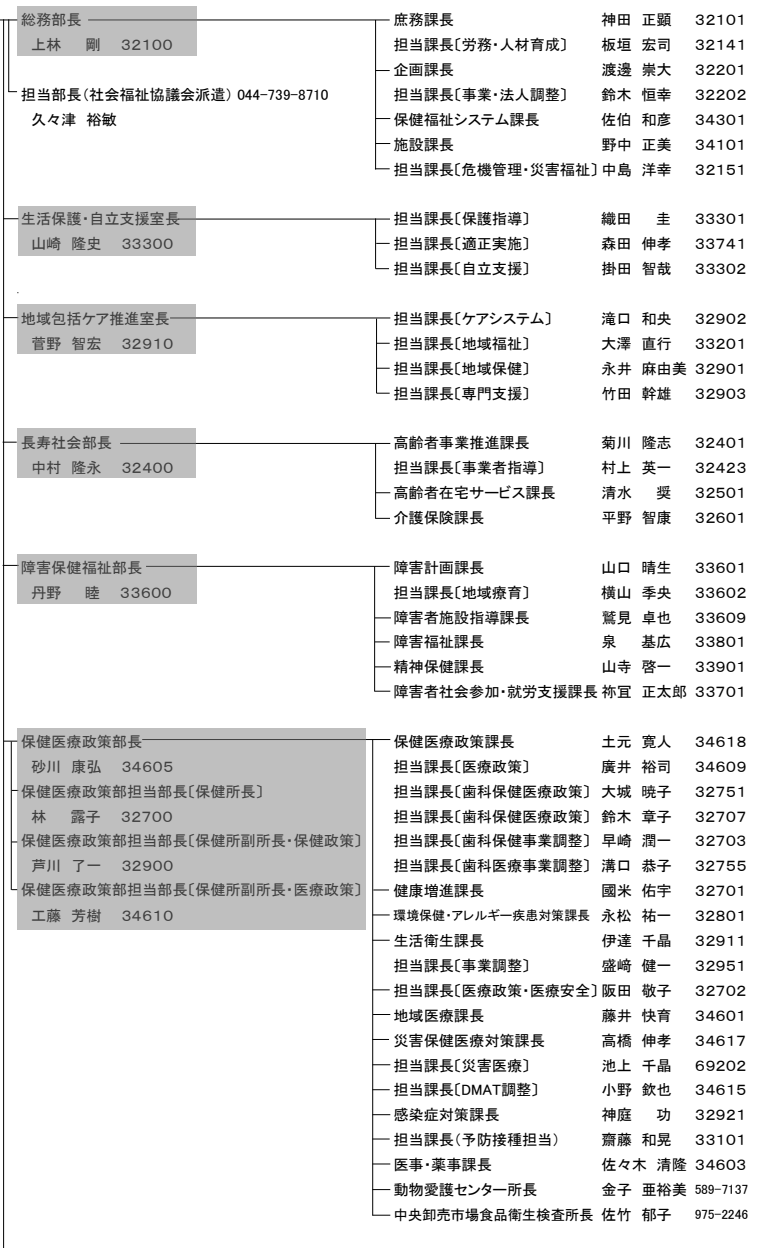 総務部長 庶務課長 神田 正顕 32101
上林 剛 32100 担当課長〔労務・人材育成〕 板垣 宏司 32141
企画課長 渡邊 崇大 32201
担当部長(社会福祉協議会派遣) 044-739-8710 担当課長〔事業・法人調整〕 鈴木 恒幸 32202
久々津 裕敏 保健福祉システム課長 佐伯 和彦 34301
施設課長 野中 正美 34101
担当課長〔危機管理・災害福祉〕 中島 洋幸 32151
生活保護・自立支援室長 担当課長〔保護指導〕 織田 圭 33301
山崎 隆史 33300 担当課長〔適正実施〕 森田 伸孝 33741
担当課長〔自立支援〕 掛田 智哉 33302
地域包括ケア推進室長 担当課長〔ケアシステム〕 滝口 和央 32902
菅野 智宏 32910 担当課長〔地域福祉〕 大澤 直行 33201
担当課長〔地域保健〕 永井 麻由美 32901
担当課長〔専門支援〕 竹田 幹雄 32903
長寿社会部長 高齢者事業推進課長 菊川 隆志 32401
中村 隆永 32400 担当課長〔事業者指導〕 村上 英一 32423
高齢者在宅サービス課長 清水 奨 32501
介護保険課長 平野 智康 32601
障害保健福祉部長 障害計画課長 山口 晴生 33601
丹野 睦 33600 担当課長〔地域療育〕 横山 季央 33602
障害者施設指導課長 鷲見 卓也 33609
障害福祉課長 泉 基広 33801
精神保健課長 山寺 啓一 33901
障害者社会参加・就労支援課長 祢冝 正太郎 33701
保健医療政策部長 保健医療政策課長 土元 寛人 34618
砂川 康弘 34605 担当課長〔医療政策〕 廣井 裕司 34609
保健医療政策部担当部長〔保健所長〕 担当課長〔歯科保健医療政策〕 大城 暁子 32751
林 露子 32700 担当課長〔歯科保健医療政策〕 鈴木 章子 32707
保健医療政策部担当部長〔保健所副所長・保健政策〕 担当課長〔歯科保健事業調整〕 早崎 潤一 32703
芦川 了一 32900 担当課長〔歯科医療事業調整〕 溝口 恭子 32755
保健医療政策部担当部長〔保健所副所長・医療政策〕 健康増進課長 國米 佑宇 32701
工藤 芳樹 34610 環境保健・アレルギー疾患対策課長 永松 祐一 32801
生活衛生課長 伊達 千晶 32911
担当課長〔事業調整〕 盛﨑 健一 32951
担当課長〔医療政策・医療安全〕 阪田 敬子 32702
地域医療課長 藤井 快育 34601
災害保健医療対策課長 高橋 伸孝 34617
担当課長〔災害医療〕 池上 千晶 69202
担当課長〔DMAT調整〕 小野 欽也 34615
感染症対策課長 神庭 功 32921
担当課長(予防接種担当) 齋藤 和晃 33101
医事・薬事課長 佐々木 清隆 34603
動物愛護センター所長 金子 亜裕美 589-7137
中央卸売市場食品衛生検査所長 佐竹 郁子 975-2246